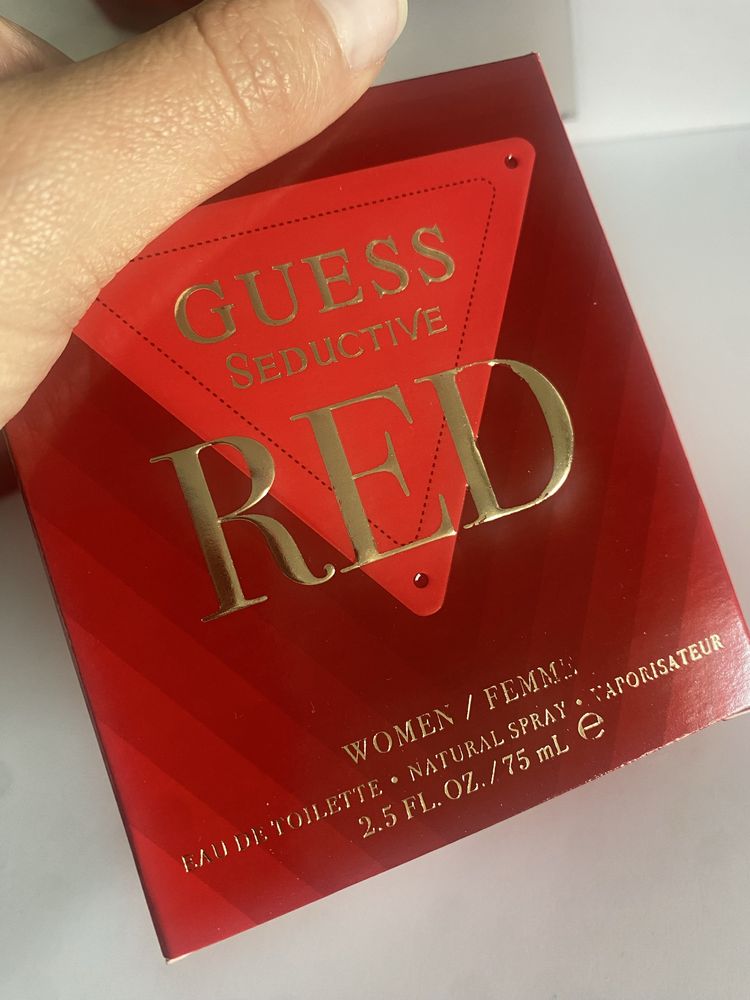 GUESS
SEDUCTIVE
RED
WOMEN / FEMME
EAU DE TOILETTE • NATURAL SPRAY • VAPORISATEUR
2.5 FL. OZ. / 75 mL ℮